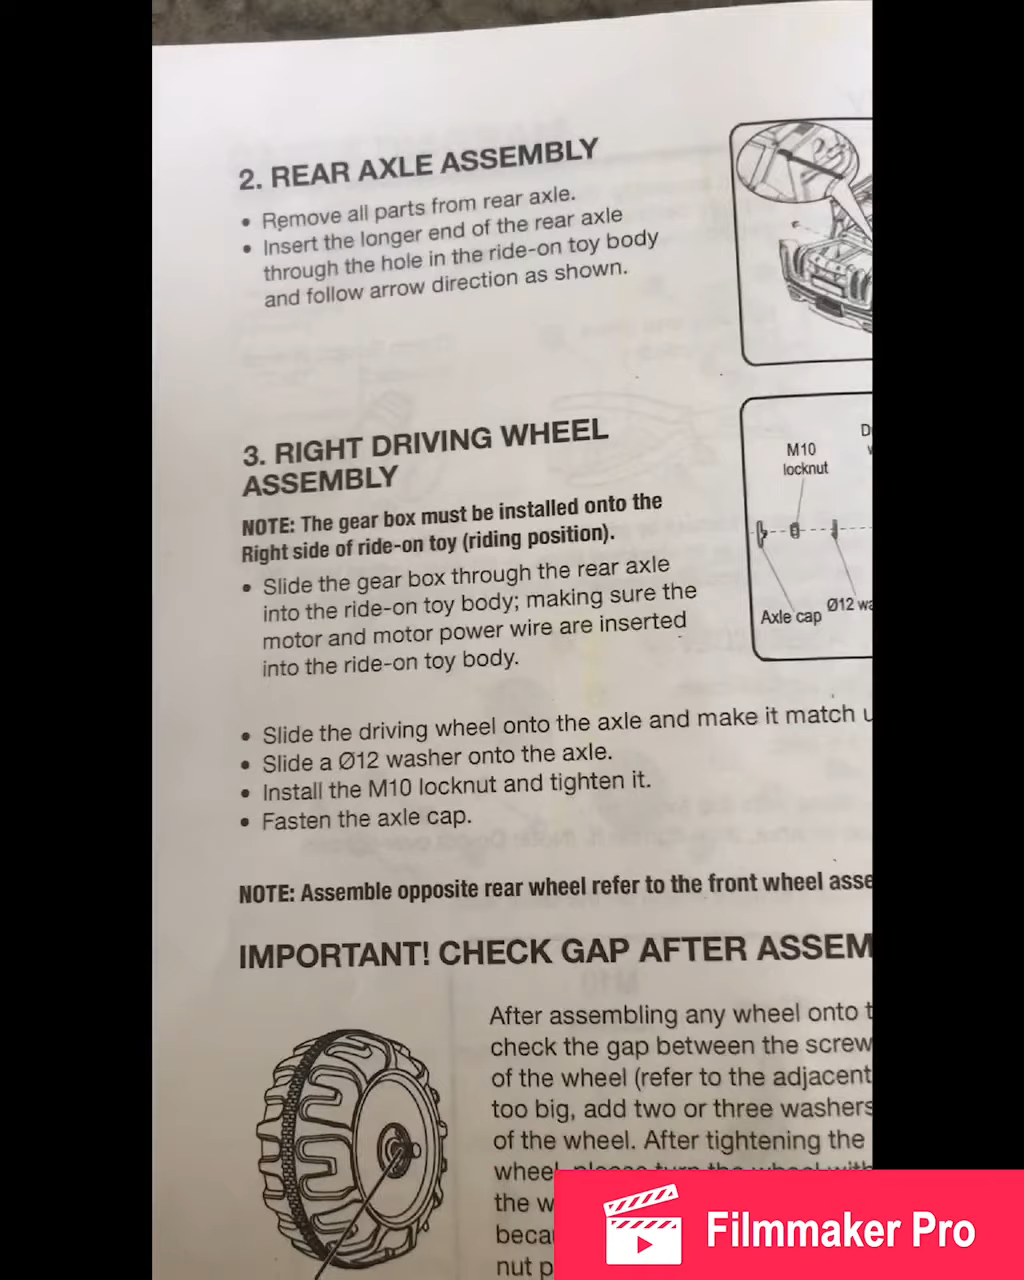 2. REAR AXLE ASSEMBLY
• Remove all parts from rear axle.
• Insert the longer end of the rear axle
through the hole in the ride-on toy body
and follow arrow direction as shown.
3. RIGHT DRIVING WHEEL
ASSEMBLY
NOTE: The gear box must be installed onto the
Right side of ride-on toy (riding position).
• Slide the gear box through the rear axle
into the ride-on toy body; making sure the
motor and motor power wire are inserted
into the ride-on toy body.
M10
locknut
Axle cap
Ø12
• Slide the driving wheel onto the axle and make it match
• Slide a Ø12 washer onto the axle.
• Install the M10 locknut and tighten it.
• Fasten the axle cap.
NOTE: Assemble opposite rear wheel refer to the front wheel
IMPORTANT! CHECK GAP AFTER
After assembling any wheel onto
check the gap between the screw
of the wheel (refer to the adjacent
too big, add two or three washers
of the wheel. After tightening the
the
nut
Filmmaker Pro